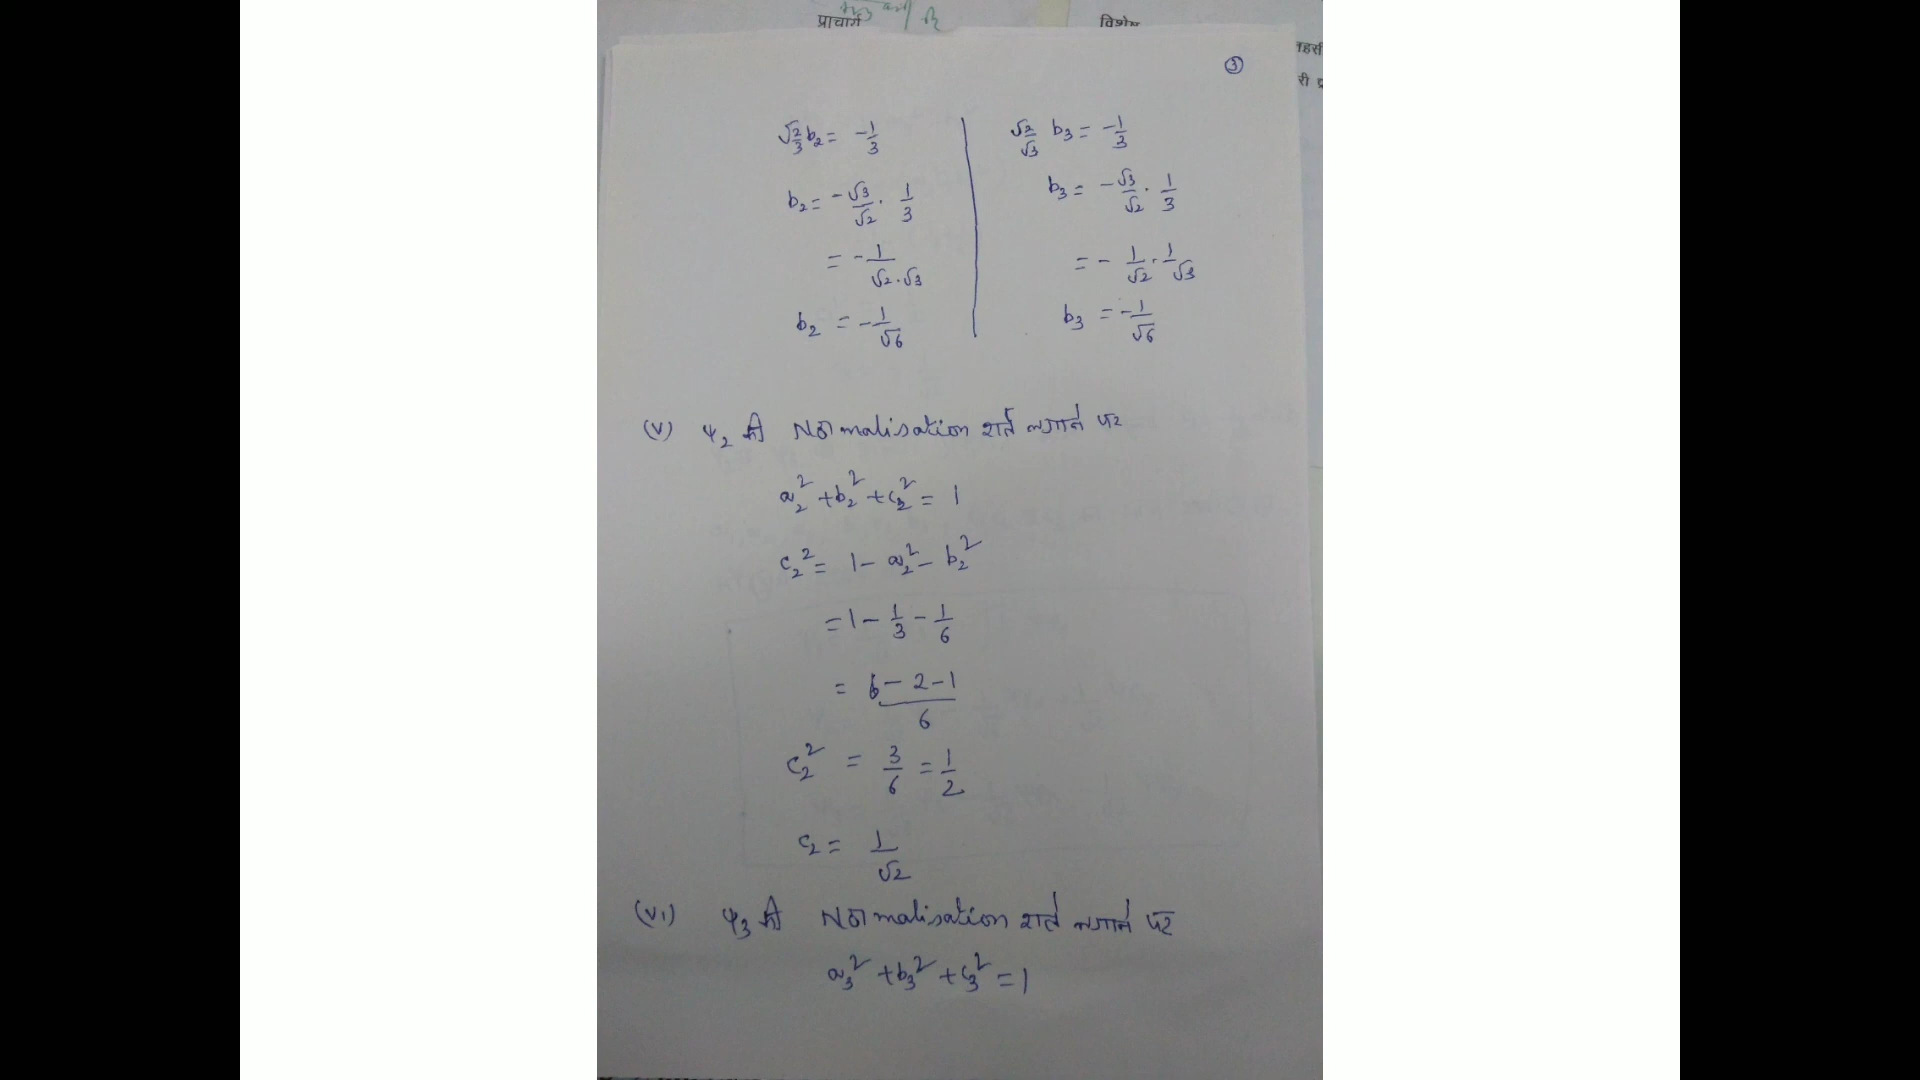 प्राचार्य
विशेष
तहसी
री प्र
③
√2/3 b₂ = -1/3
b₂ = -√3/√2 · 1/3
= -1/√2.√3
b₂ = -1/√6
√2/√3 b₃ = -1/3
b₃ = -√3/√2 · 1/3
= - 1/√2 · 1/√3
b₃ = -1/√6
(V) Ψ₂ की Normalisation शर्त लगाने पर
a₂² + b₂² + c₂² = 1
c₂² = 1 - a₂² - b₂²
= 1 - 1/3 - 1/6
= 6 - 2 - 1 / 6
c₂² = 3/6 = 1/2
c₂ = 1/√2
(VI) Ψ₃ की Normalisation शर्त लगाने पर
a₃² + b₃² + c₃² = 1